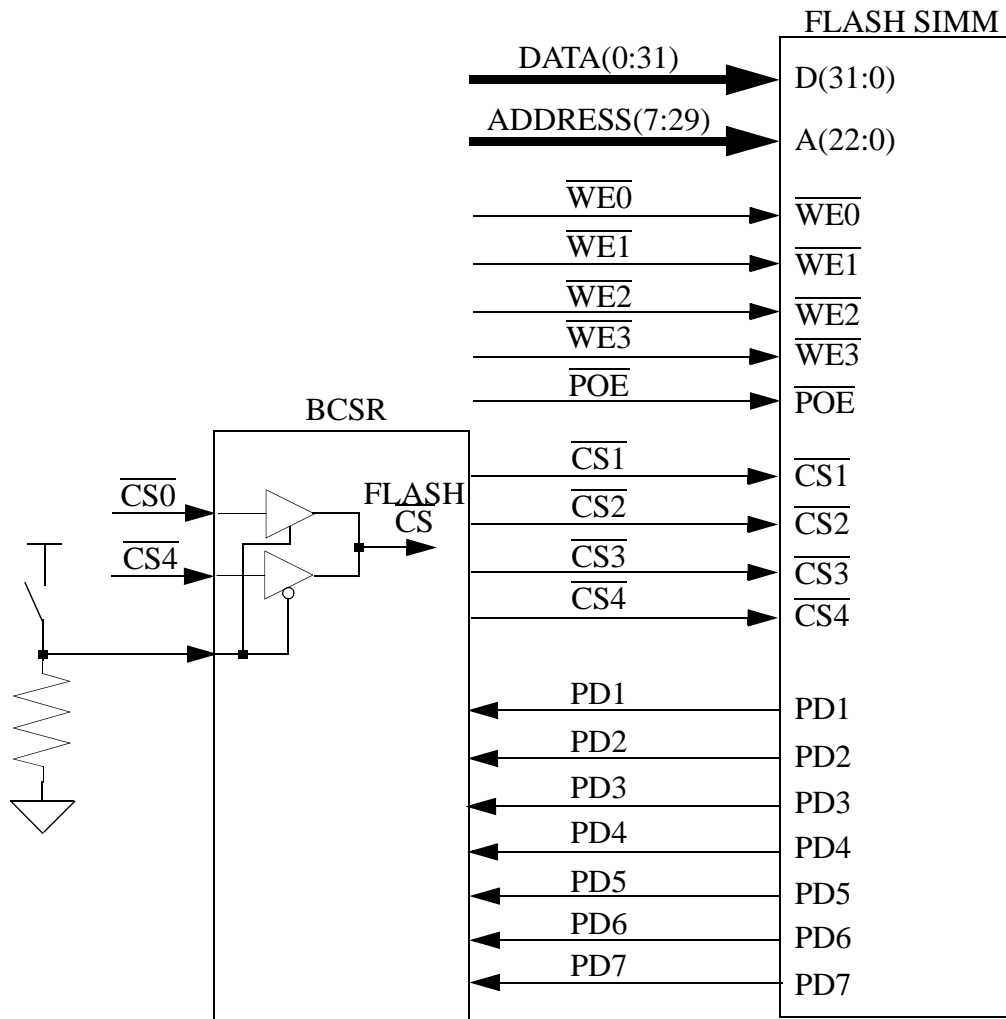 FLASH SIMM
DATA(0:31)
D(31:0)
ADDRESS(7:29)
A(22:0)
WE0
WE0
WE1
WE1
WE2
WE2
WE3
WE3
POE
POE
BCSR
CS1
CS1
CS0
FLASH
CS
CS2
CS2
CS4
CS3
CS3
CS4
CS4
PD1
PD1
PD2
PD2
PD3
PD3
PD4
PD4
PD5
PD5
PD6
PD6
PD7
PD7